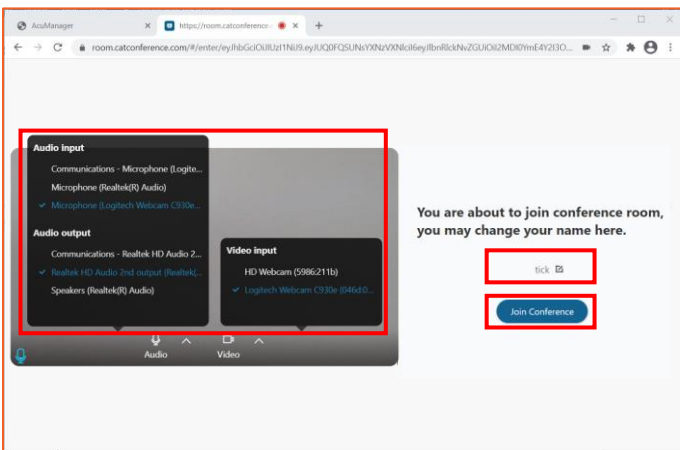 AcuManager
https://room.catconference.
room.catconference.com/#/enter/
Audio input
Communications - Microphone (Logite...
Microphone (Realtek(R) Audio)
Microphone (Logitech Webcam C930e...
Audio output
Communications - Realtek HD Audio 2...
Realtek HD Audio 2nd output (Realtek(...
Speakers (Realtek(R) Audio)
Video input
HD Webcam (5986:211b)
Logitech Webcam C930e (046d:0...
Audio
Video
You are about to join conference room,
you may change your name here.
tick
Join Conference